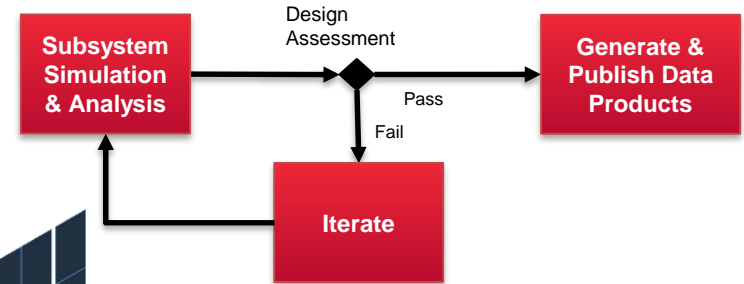 Subsystem
Simulation
& Analysis
Design
Assessment
Pass
Fail
Generate &
Publish Data
Products
Iterate